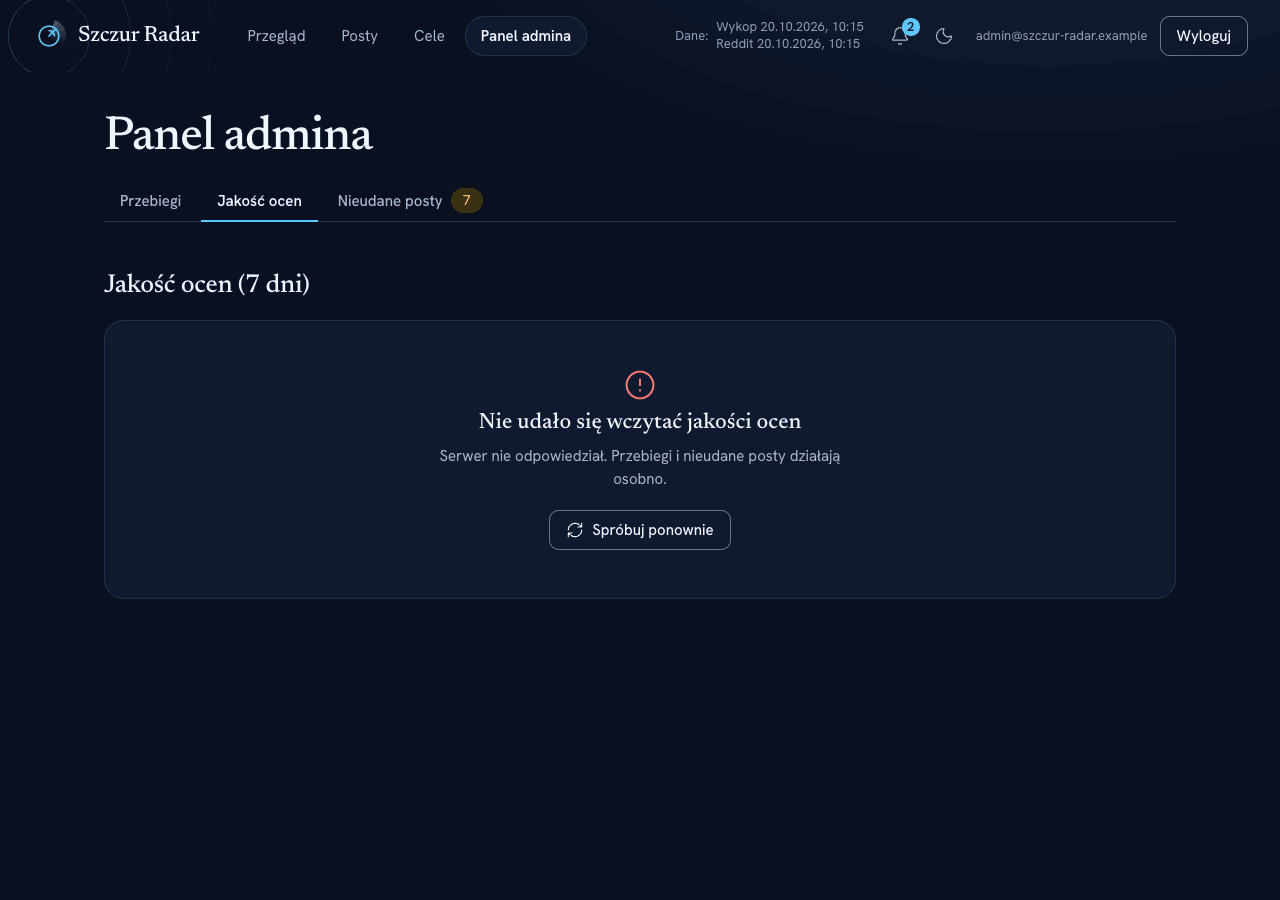 Szczur Radar
Przegląd
Posty
Cele
Panel admina
Dane:
Wykop 20.10.2026, 10:15
Reddit 20.10.2026, 10:15
2
admin@szczur-radar.example
Wyloguj
Panel admina
Przebiegi
Jakość ocen
Nieudane posty 7
Jakość ocen (7 dni)
Nie udało się wczytać jakości ocen
Serwer nie odpowiedział. Przebiegi i nieudane posty działają
osobno.
Spróbuj ponownie